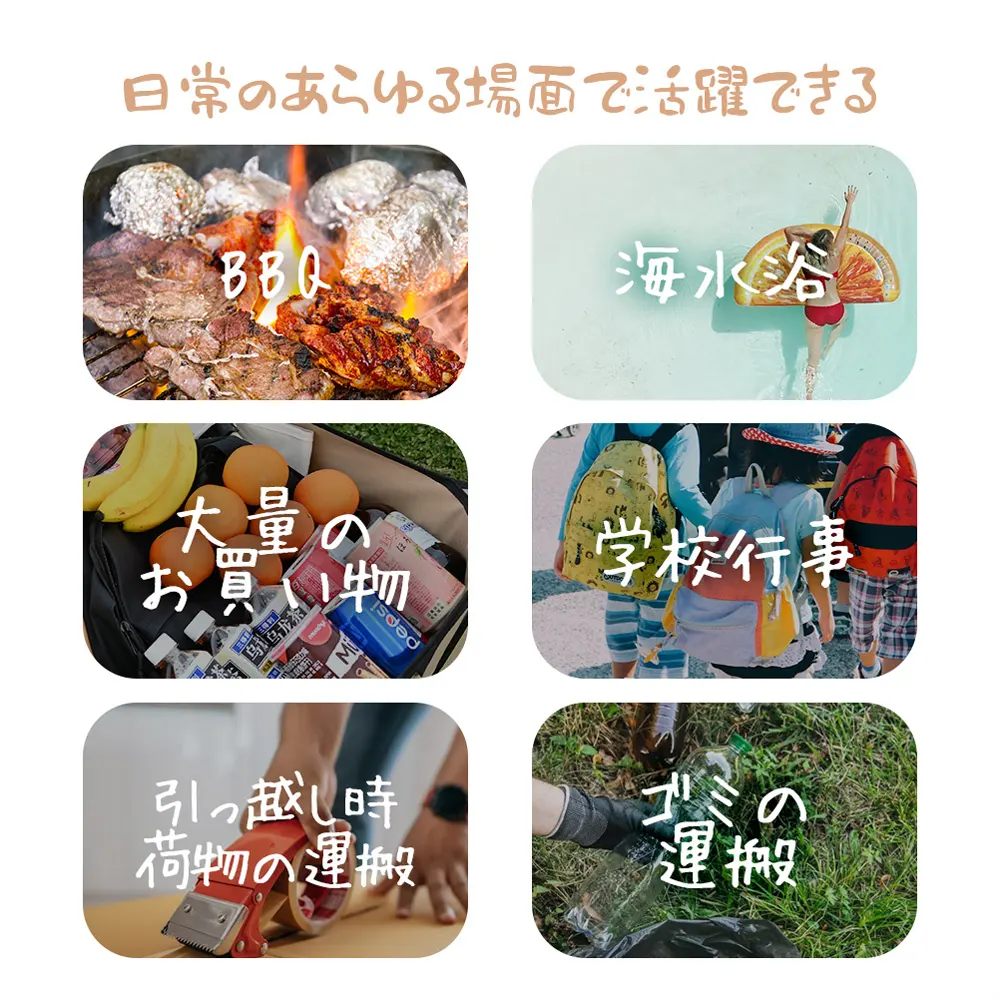 日常のあらゆる場面で活躍できる
BBQ
海水浴
大量の
お買い物
学校行事
引っ越し時
荷物の運搬
ゴミの
運搬